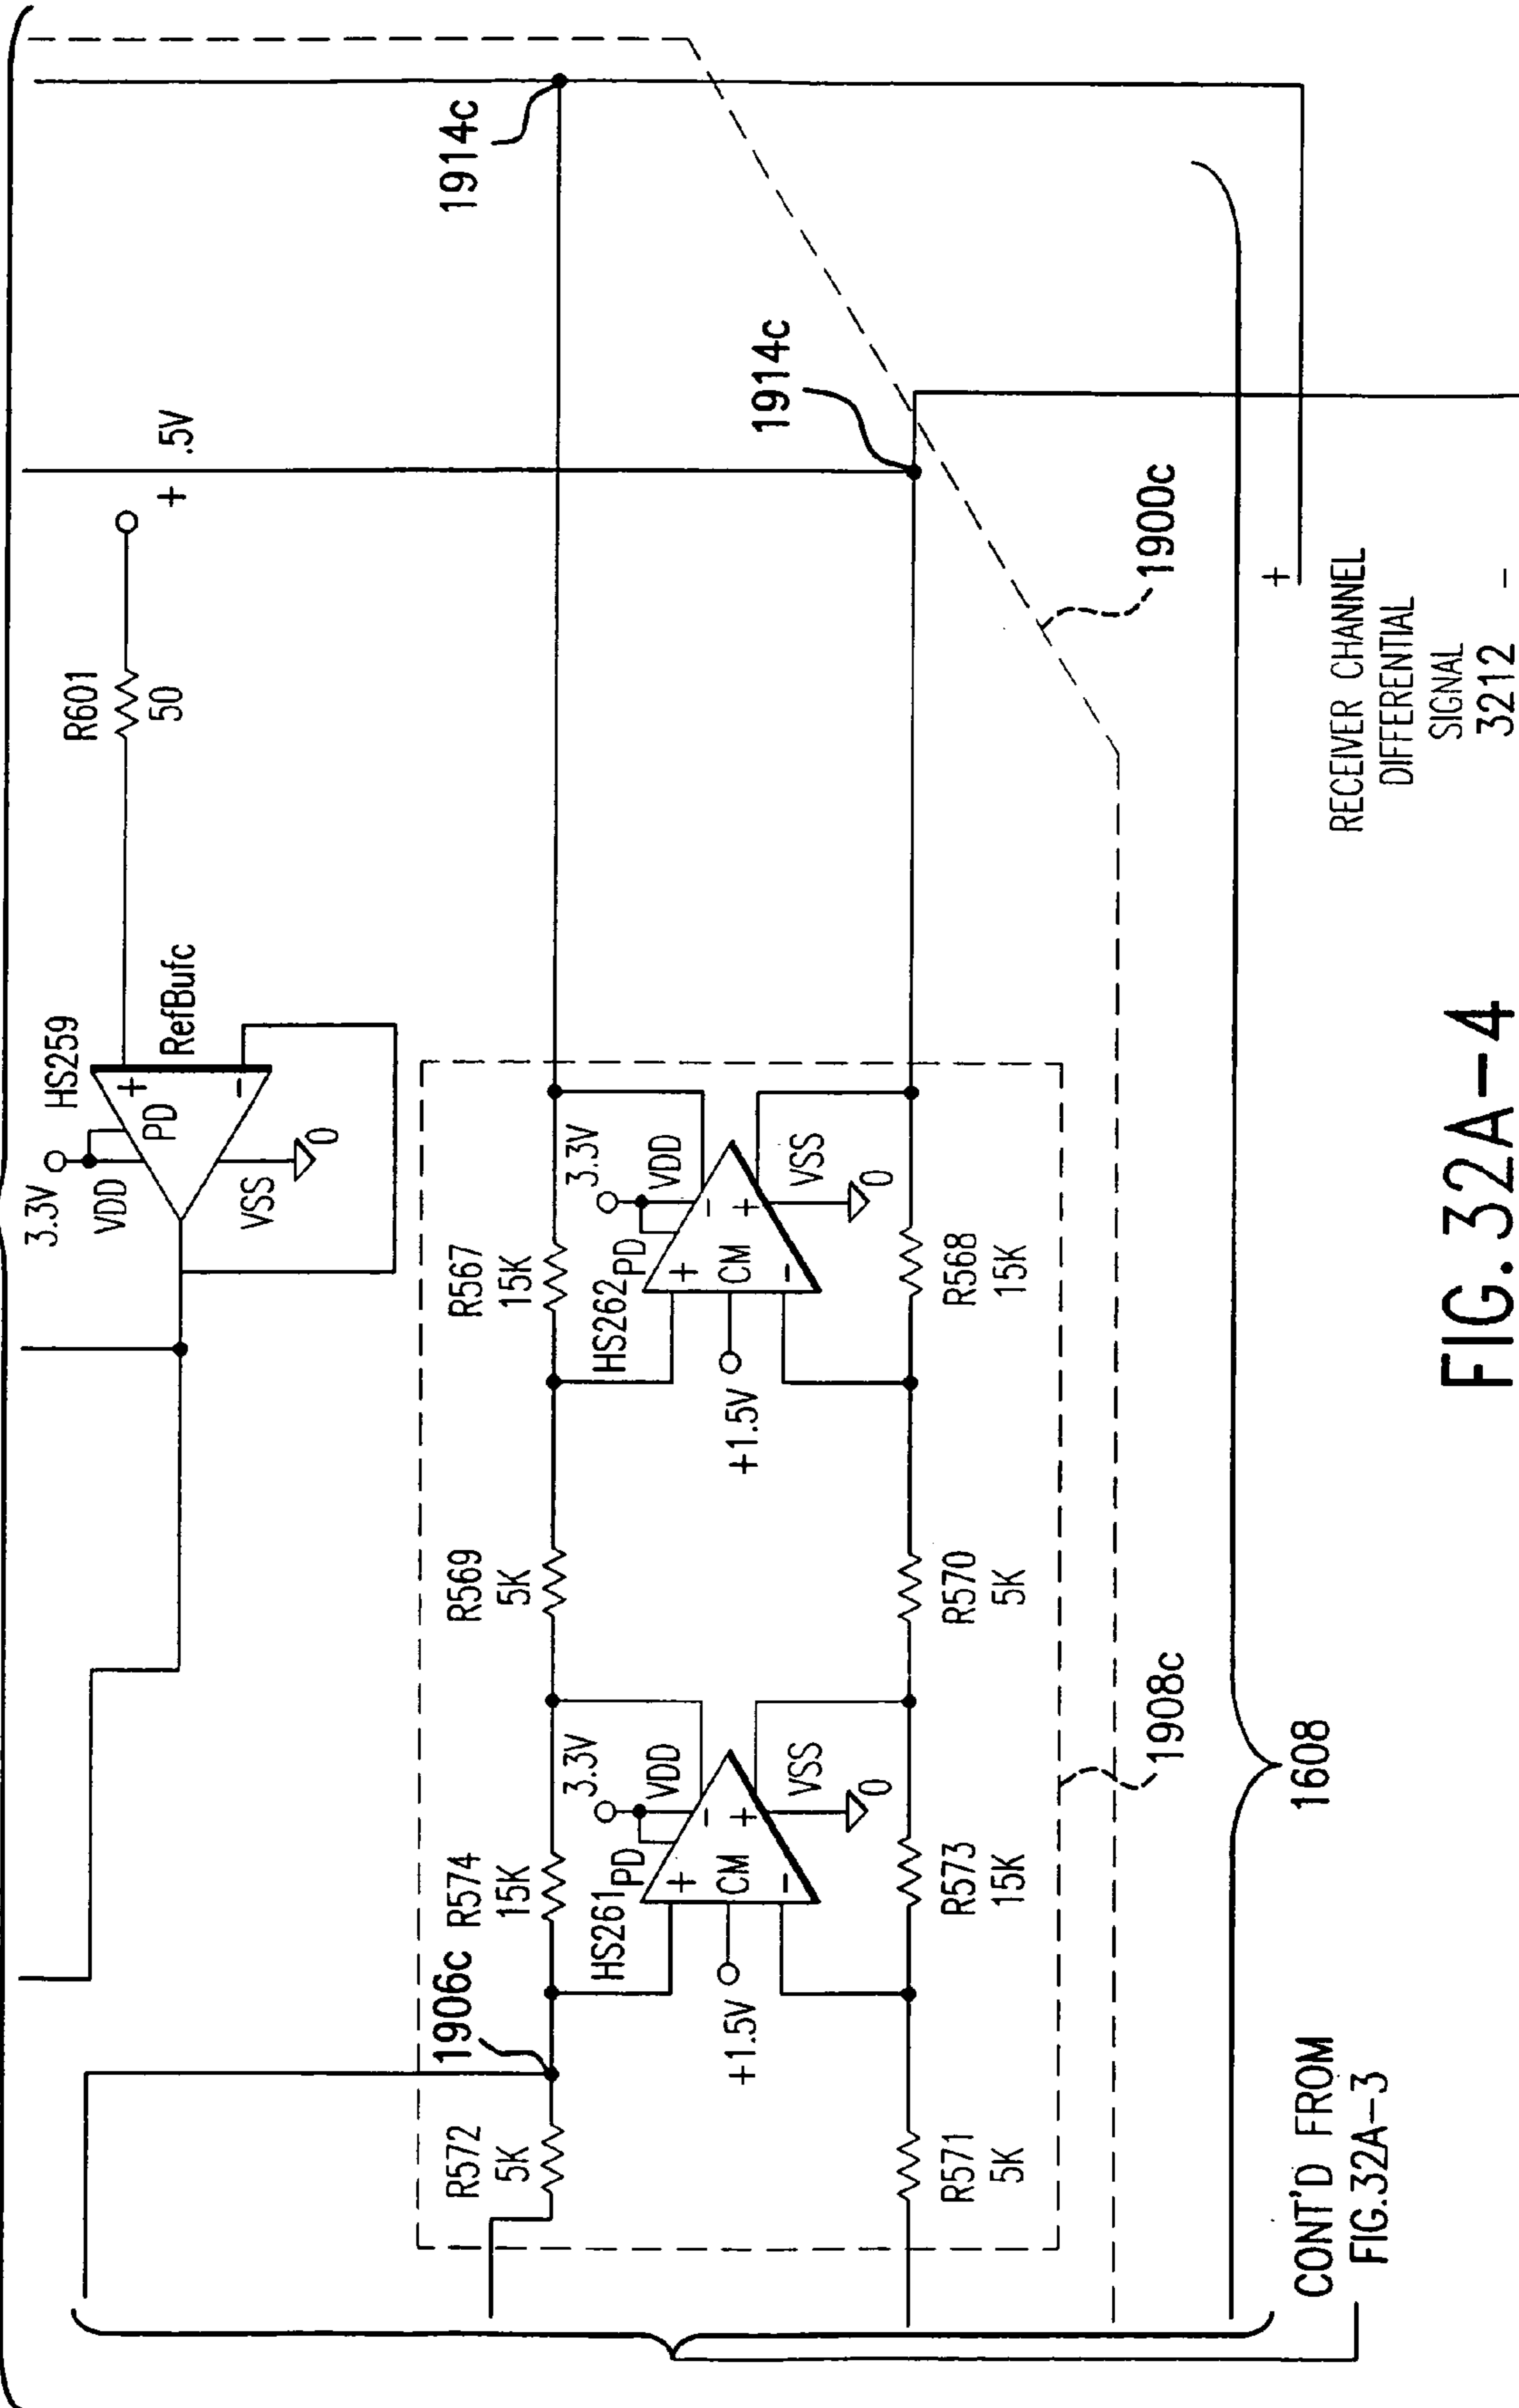 1914c
1914c
.5V
+
R601
50
HS259
RefBufc
+
-
PD
3.3V
VDD
VSS
0
1900c
+
RECEIVER CHANNEL
DIFFERENTIAL
SIGNAL
3212 -
R572
5K
1906c
R574
15K
R569
5K
R567
15K
HS261
PD
3.3V
VDD
+
CM
-
-
+
VSS
0
+1.5V
HS262
PD
3.3V
VDD
+
CM
-
-
+
VSS
0
+1.5V
R571
5K
R573
15K
R570
5K
R568
15K
1908c
1608
CONT'D FROM
FIG.32A-3
FIG. 32A-4